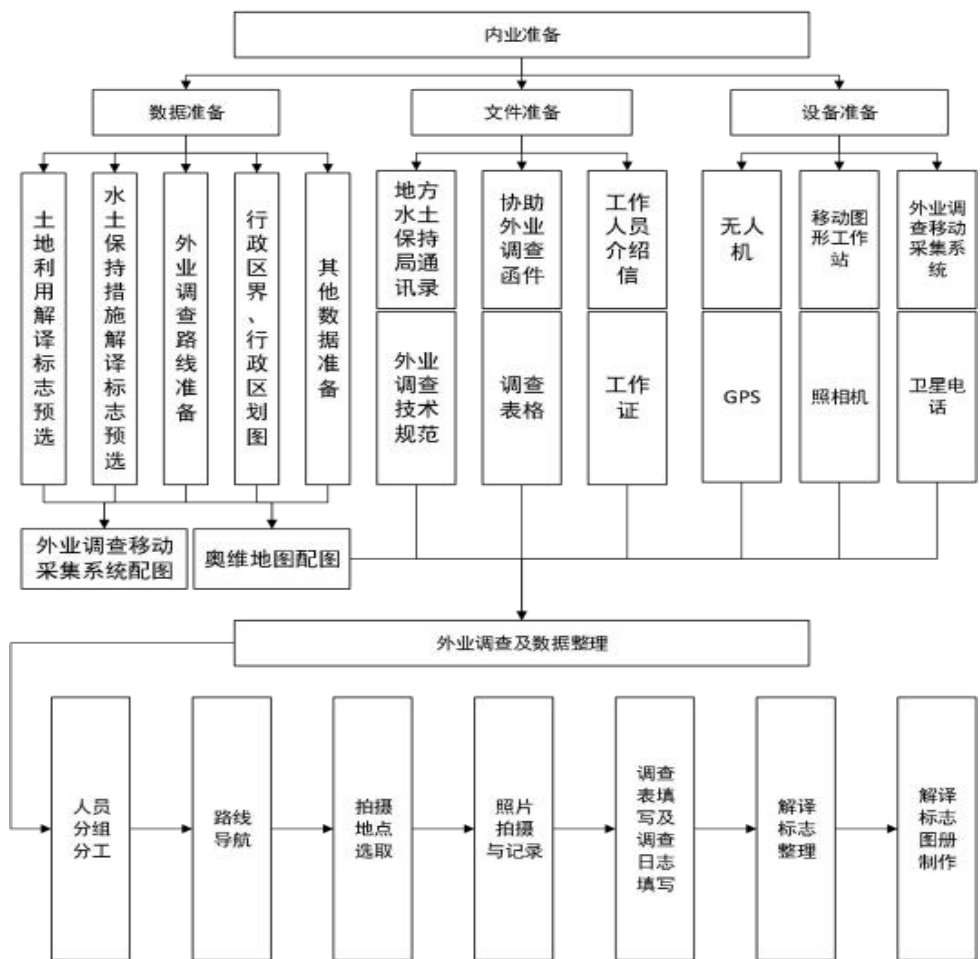 内业准备
数据准备
文件准备
设备准备
土地利用解译标志预选
水土保持措施解译标志预选
外业调查路线准备
行政区界、行政区划图
其他数据准备
地方
水土
保持
局通
讯录
协助
外业
调查
函件
工作
人员
介绍
信
无人
机
移动图
形工作
站
外业调
查移动
采集系
统
外业
调查
技术
规范
调查
表格
工作
证
GPS
照相机
卫星电
话
外业调查移动
采集系统配图
奥维地图配图
外业调查及数据整理
人员
分组
分工
路线
导航
拍摄
地点
选取
照片
拍摄
与记录
调查
表填
写及
调查
日志
填写
解译
标志
整理
解译
标志
图册
制作